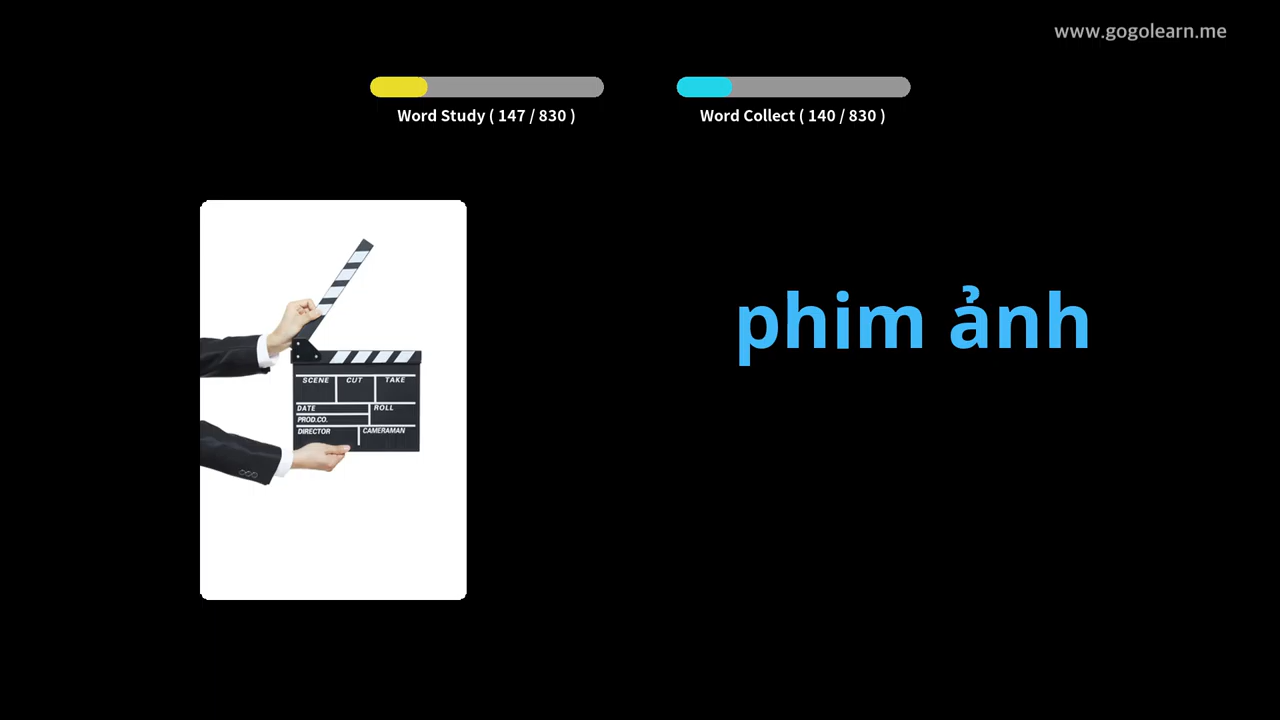 www.gogolearn.me
Word Study ( 147 / 830 )
Word Collect ( 140 / 830 )
phim ảnh
SCENE CUT TAKE
DATE ROLL
PROD.CO.
DIRECTOR CAMERAMAN